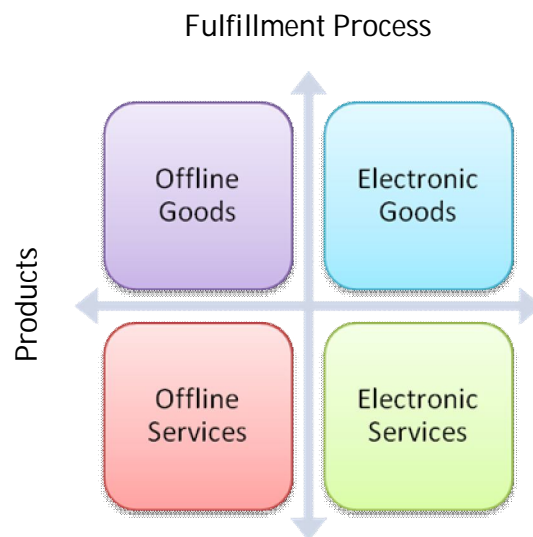 Fulfillment Process
Offline
Goods
Electronic
Goods
Products
Offline
Services
Electronic
Services